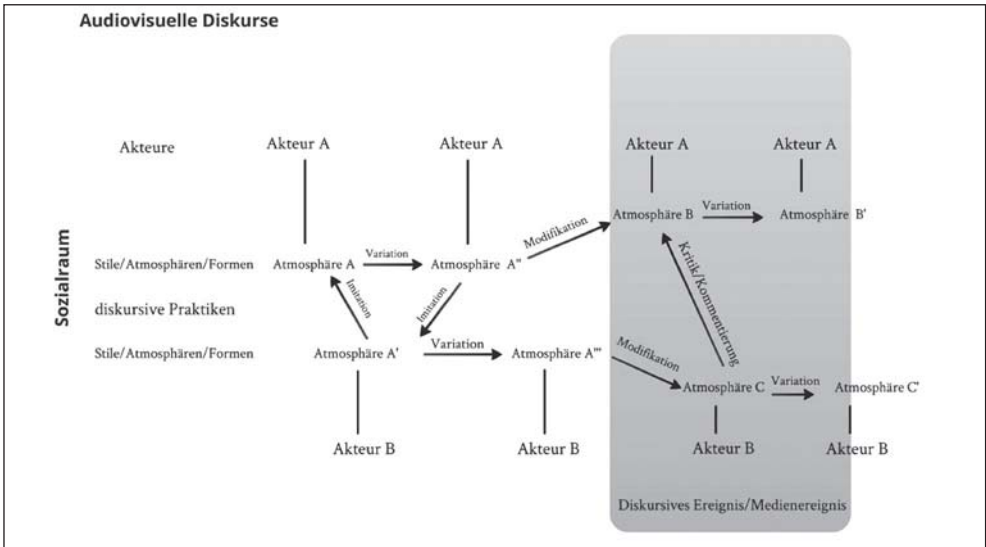 Audiovisuelle Diskurse
Sozialraum
Akteure
Akteur A
Akteur A
Akteur A
Akteur A
Stile/Atmosphären/Formen
Atmosphäre A
Variation
Atmosphäre A"
Modifikation
Atmosphäre B
Variation
Atmosphäre B'
diskursive Praktiken
Imitation
Imitation
Kritik/Kommentierung
Stile/Atmosphären/Formen
Atmosphäre A'
Variation
Atmosphäre A"'
Modifikation
Atmosphäre C
Variation
Atmosphäre C'
Akteur B
Akteur B
Akteur B
Akteur B
Diskursives Ereignis/Medienereignis